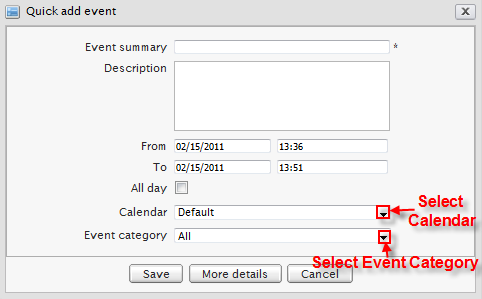 Quick add event
Event summary *
Description
From 02/15/2011 13:36
To 02/15/2011 13:51
All day
Calendar Default
Select Calendar
Event category All
Select Event Category
Save More details Cancel